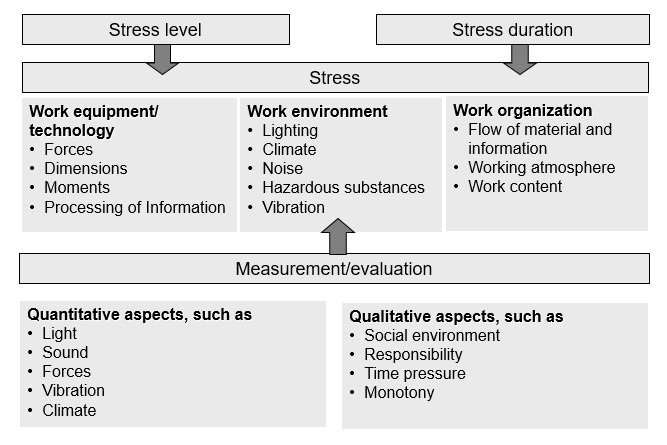 Stress level
Stress duration
Stress
Work equipment/
technology
• Forces
• Dimensions
• Moments
• Processing of Information
Work environment
• Lighting
• Climate
• Noise
• Hazardous substances
• Vibration
Work organization
• Flow of material and
information
• Working atmosphere
• Work content
Measurement/evaluation
Quantitative aspects, such as
• Light
• Sound
• Forces
• Vibration
• Climate
Qualitative aspects, such as
• Social environment
• Responsibility
• Time pressure
• Monotony